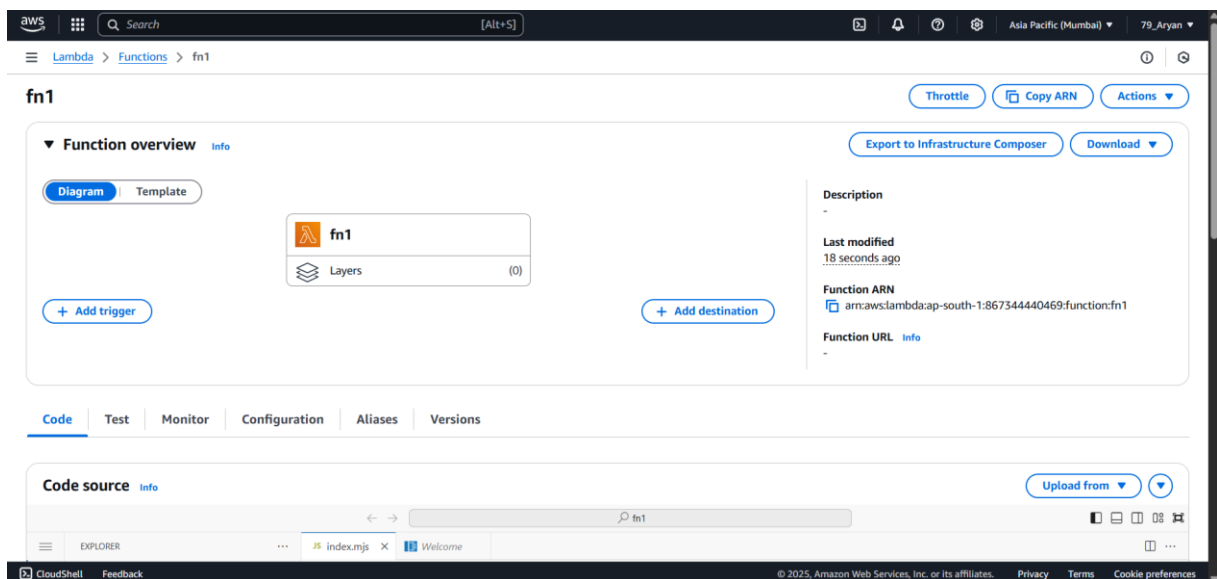 aws Search [Alt+S] Asia Pacific (Mumbai) ▼ 79_Aryan ▼
Lambda > Functions > fn1
fn1 Throttle Copy ARN Actions ▼
▼ Function overview Info Export to Infrastructure Composer Download ▼
Diagram Template
Description
-
fn1
Last modified
18 seconds ago
Layers (0)
Function ARN
arn:aws:lambda:ap-south-1:867344440469:function:fn1
+ Add trigger + Add destination
Function URL Info
-
Code Test Monitor Configuration Aliases Versions
Code source Info Upload from ▼
fn1
EXPLORER ... JS index.mjs × Welcome ...
CloudShell Feedback © 2025, Amazon Web Services, Inc. or its affiliates. Privacy Terms Cookie preferences